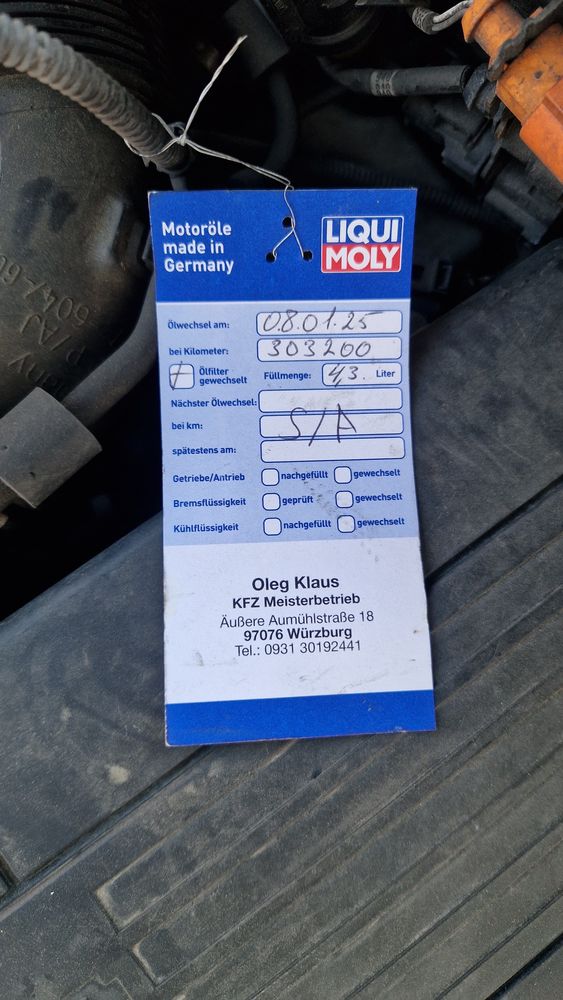 Motoröle
made in
Germany
LIQUI
MOLY
Ölwechsel am: 08.01.25
bei Kilometer: 303200
Ölfilter
gewechselt
Füllmenge: 4,3. Liter
Nächster Ölwechsel:
bei km: S/A
spätestens am:
Getriebe/Antrieb nachgefüllt gewechselt
Bremsflüssigkeit geprüft gewechselt
Kühlflüssigkeit nachgefüllt gewechselt
Oleg Klaus
KFZ Meisterbetrieb
Äußere Aumühlstraße 18
97076 Würzburg
Tel.: 0931 30192441